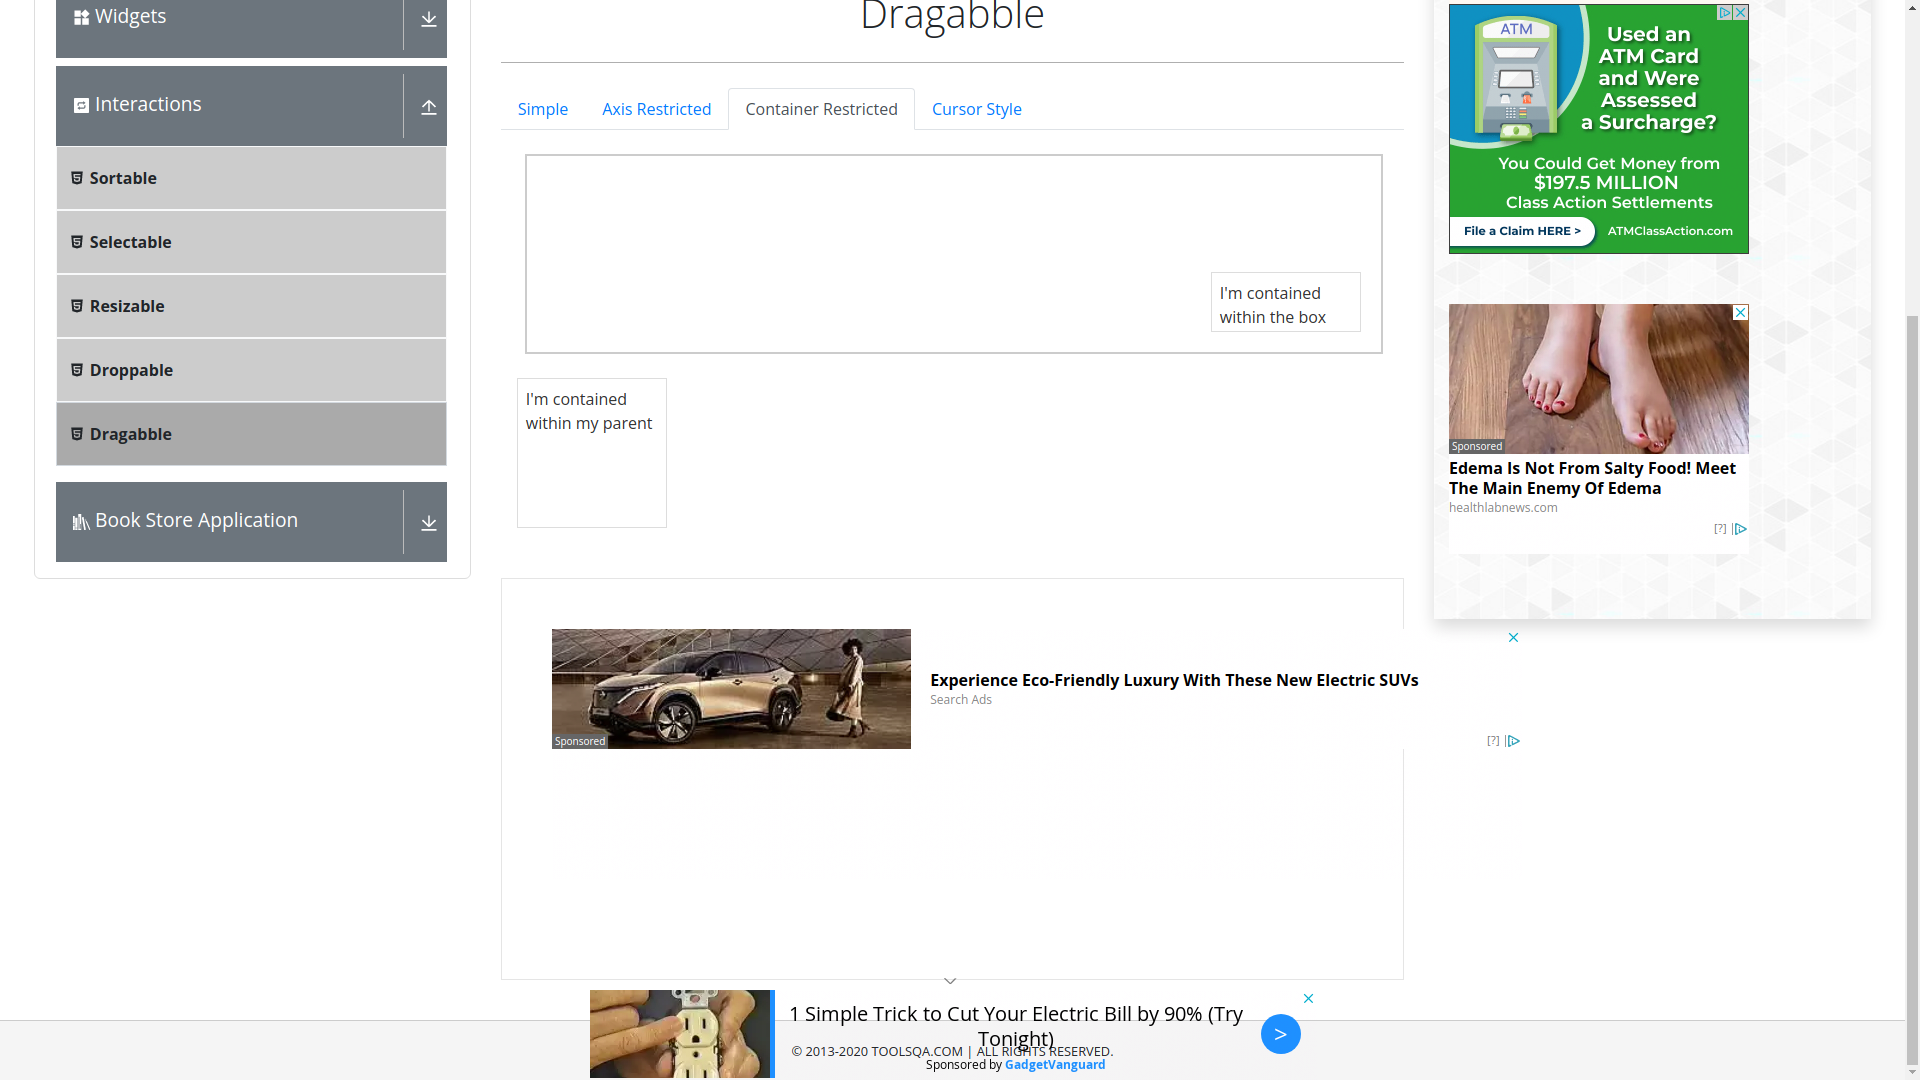 Widgets
Interactions
Sortable
Selectable
Resizable
Droppable
Dragabble
Book Store Application
Dragabble
Simple
Axis Restricted
Container Restricted
Cursor Style
I'm contained
within the box
I'm contained
within my parent
Sponsored
Experience Eco-Friendly Luxury With These New Electric SUVs
Search Ads
[?]
ATM
Used an
ATM Card
and Were
Assessed
a Surcharge?
You Could Get Money from
$197.5 MILLION
Class Action Settlements
File a Claim HERE >
ATMClassAction.com
Sponsored
Edema Is Not From Salty Food! Meet
The Main Enemy Of Edema
healthlabnews.com
[?]
1 Simple Trick to Cut Your Electric Bill by 90% (Try
Tonight)
>
© 2013-2020 TOOLSQA.COM | ALL RIGHTS RESERVED.
Sponsored by GadgetVanguard